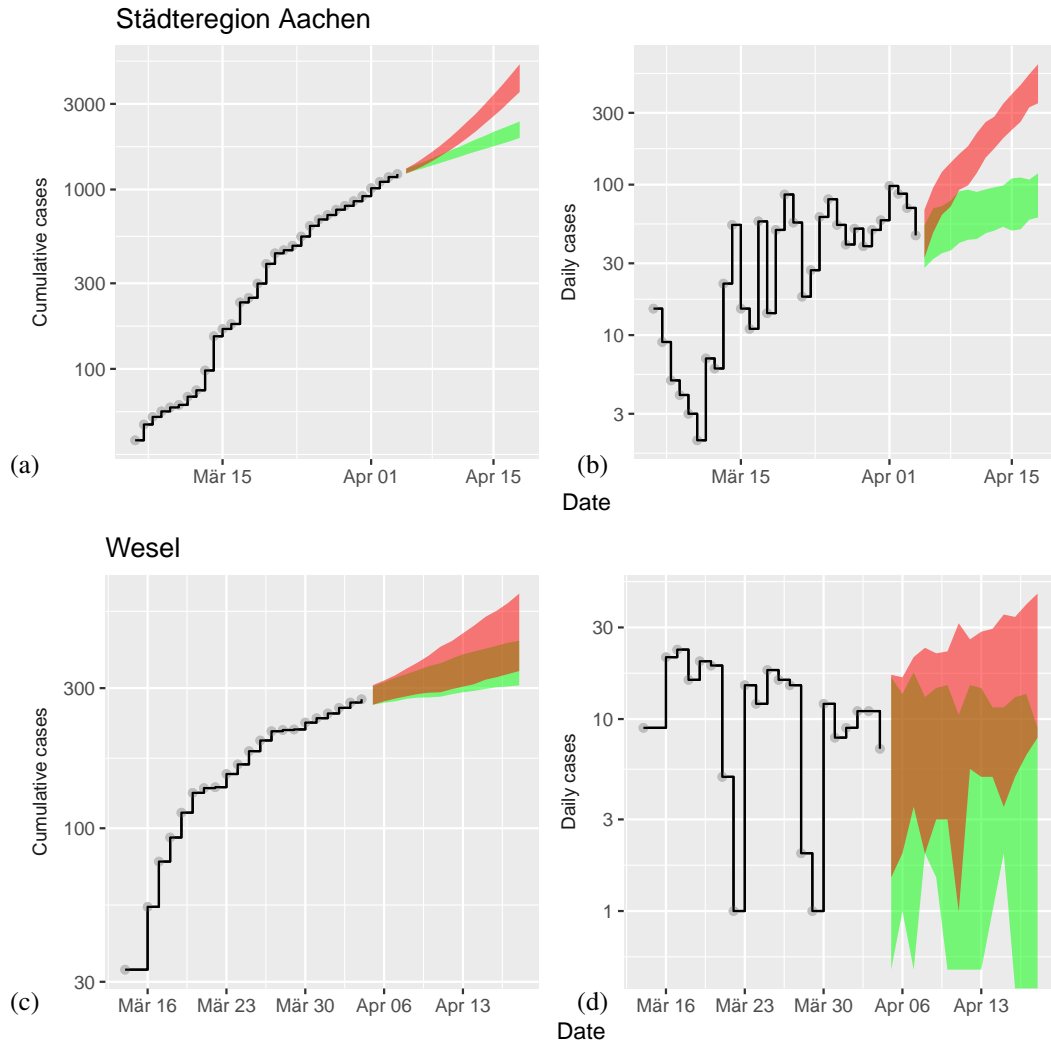 Städteregion Aachen
Cumulative cases
3000
1000
300
100
Mär 15
Apr 01
Apr 15
(a)
Daily cases
300
100
30
10
3
Mär 15
Apr 01
Apr 15
(b)
Date
Wesel
Cumulative cases
300
100
30
Mär 16
Mär 23
Mär 30
Apr 06
Apr 13
(c)
Daily cases
30
10
3
1
Mär 16
Mär 23
Mär 30
Apr 06
Apr 13
(d)
Date